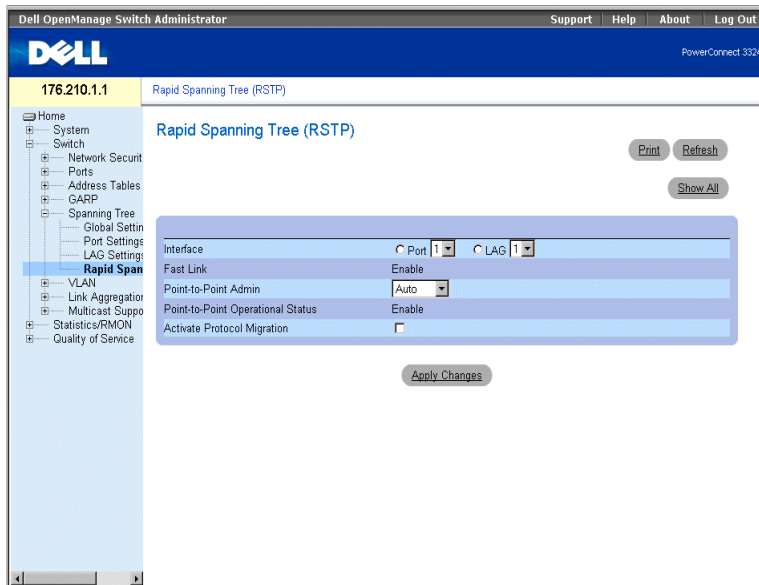 Dell OpenManage Switch Administrator
Support Help About Log Out
DELL
PowerConnect 3324
176.210.1.1
Rapid Spanning Tree (RSTP)
Home
System
Switch
Network Securit
Ports
Address Tables
GARP
Spanning Tree
Global Settin
Port Settings
LAG Settings
Rapid Span
VLAN
Link Aggregation
Multicast Suppo
Statistics/RMON
Quality of Service
Rapid Spanning Tree (RSTP)
Print Refresh
Show All
Interface Port 1 LAG 1
Fast Link Enable
Point-to-Point Admin Auto
Point-to-Point Operational Status Enable
Activate Protocol Migration
Apply Changes